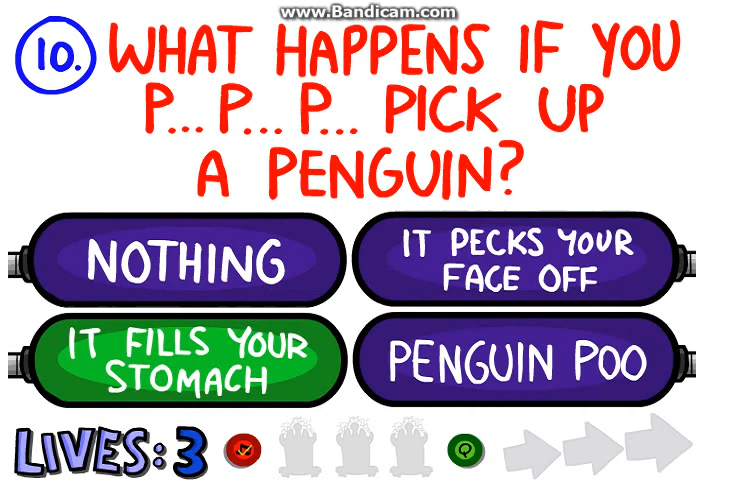 www.Bandicam.com
10. WHAT HAPPENS IF YOU
P... P... P... PICK UP
A PENGUIN?
NOTHING
IT PECKS YOUR
FACE OFF
IT FILLS YOUR
STOMACH
PENGUIN POO
LIVES: 3
Q